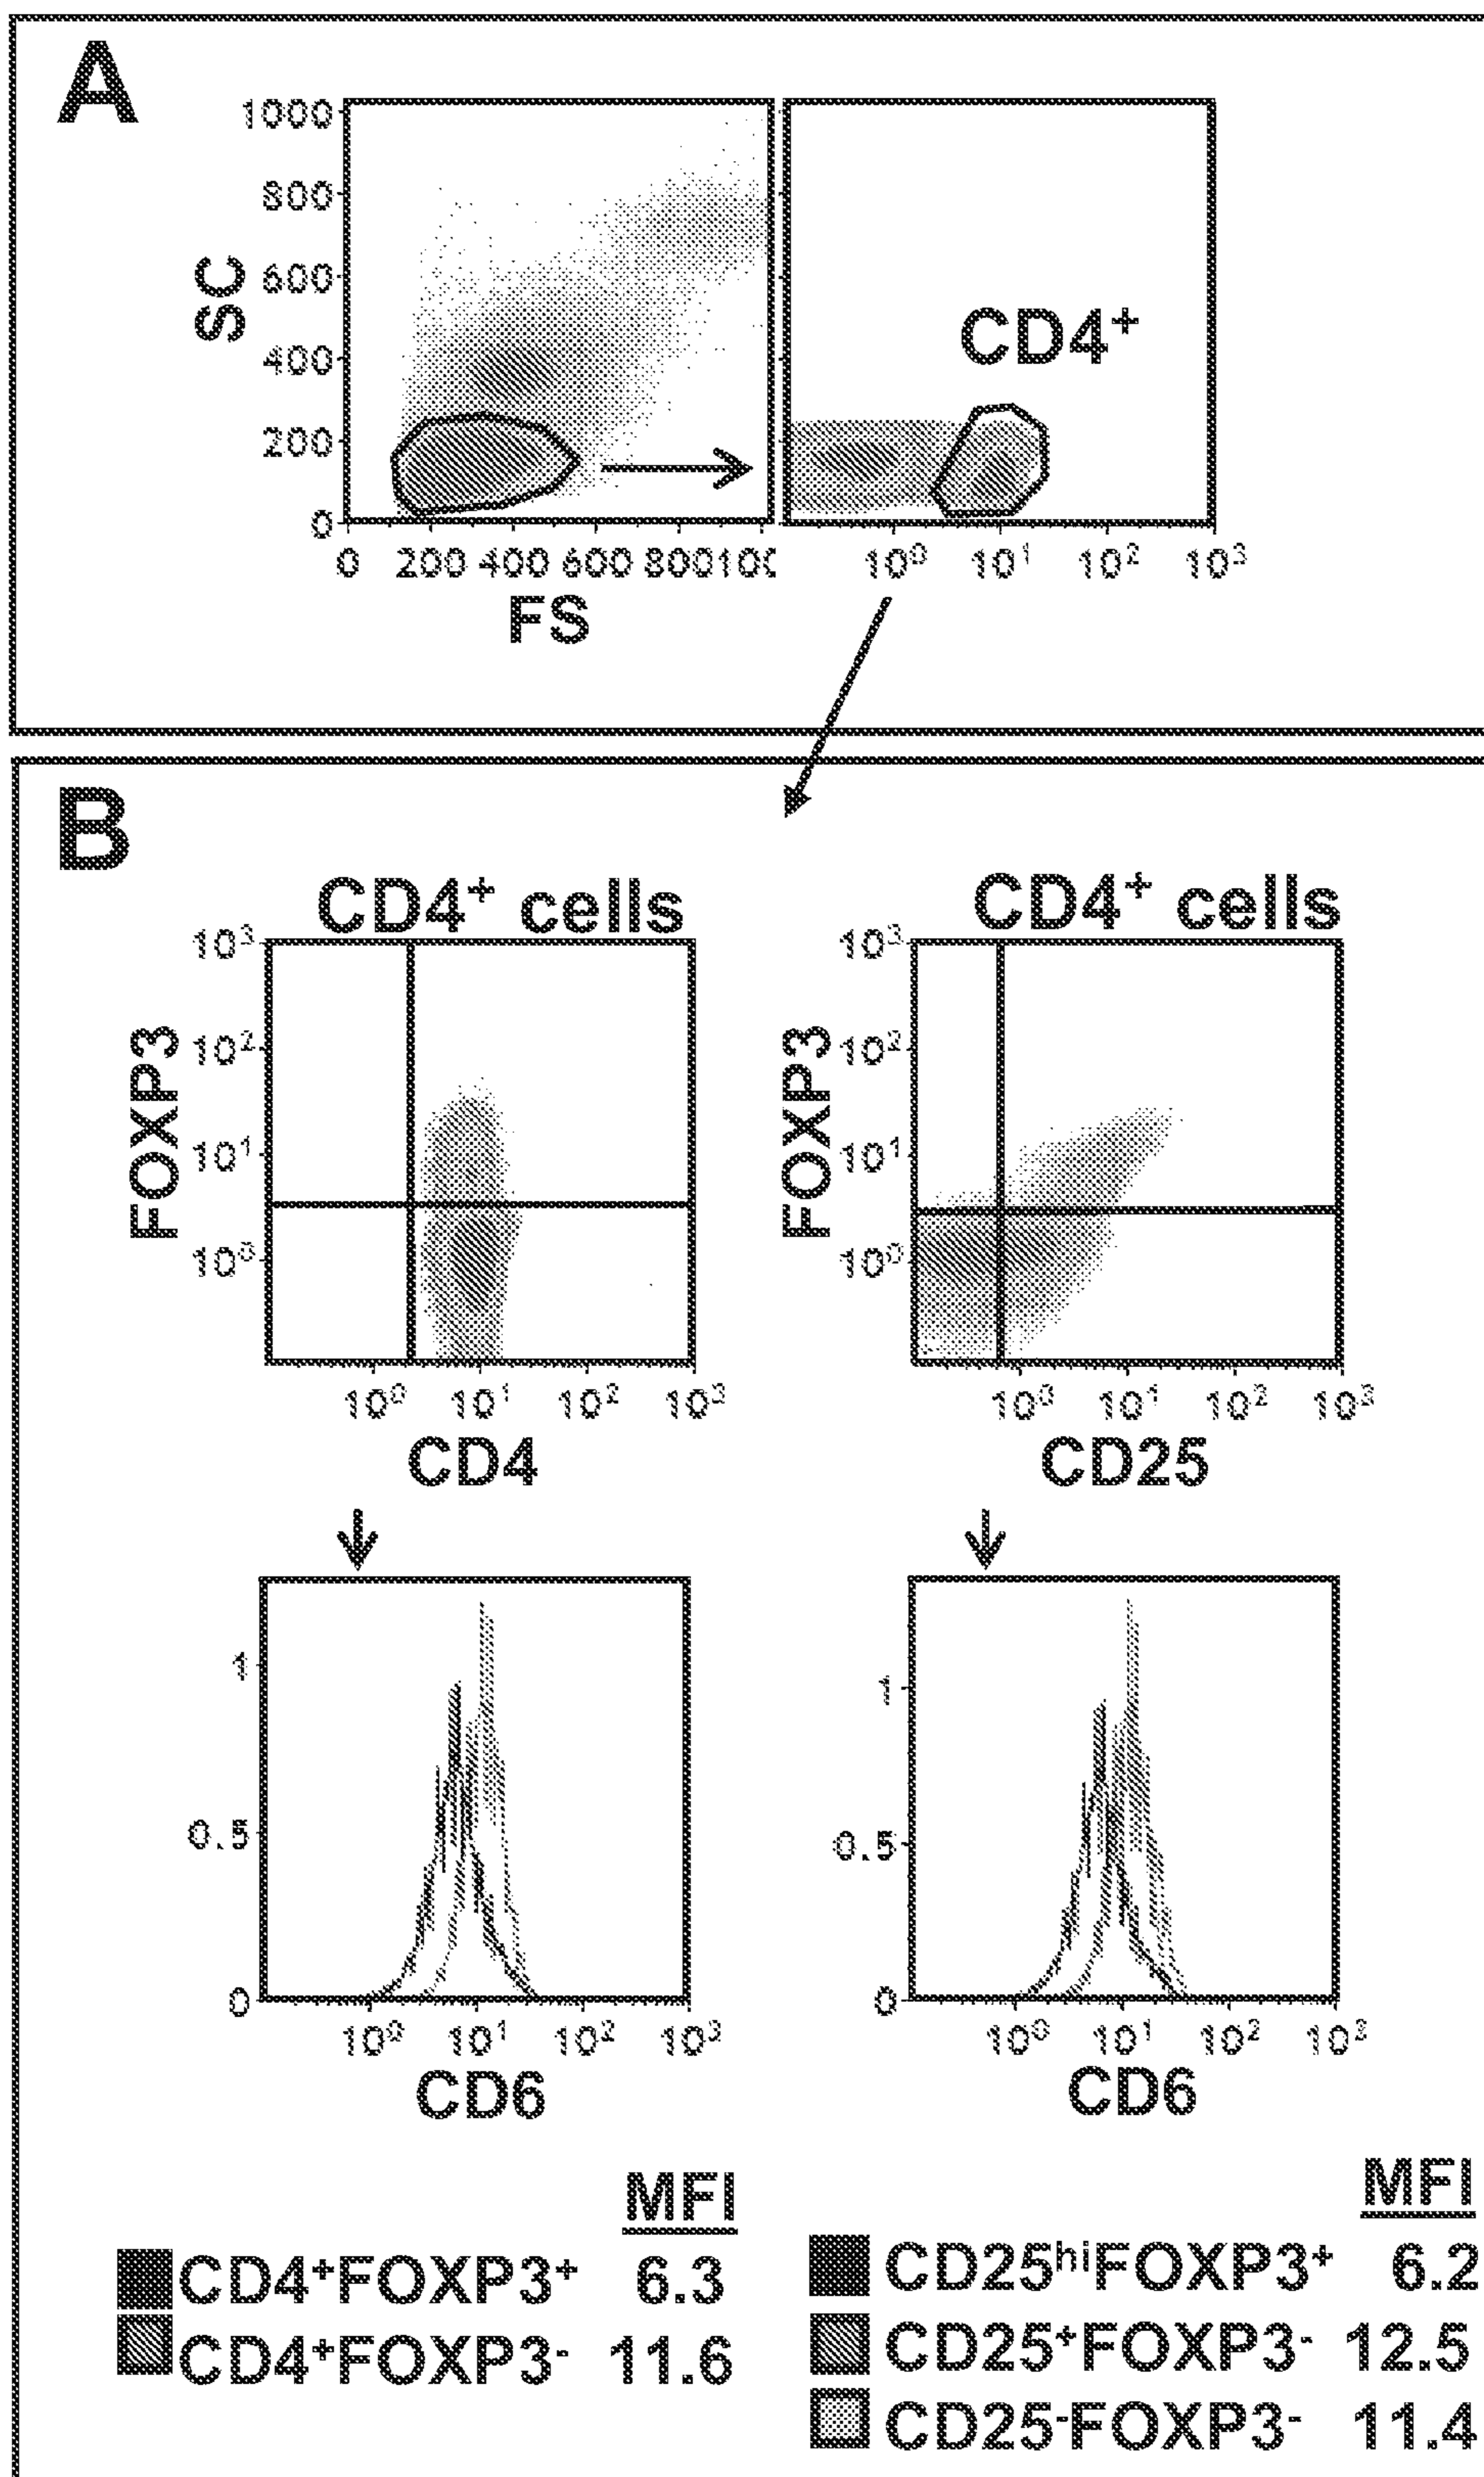 A
1000
800
600
400
200
0
SC
CD4⁺
0 200 400 600 800 100
10⁰ 10¹ 10² 10³
FS
B
CD4⁺ cells
CD4⁺ cells
10³
10²
10¹
10⁰
FOXP3
10³
10²
10¹
10⁰
FOXP3
10⁰ 10¹ 10² 10³
10⁰ 10¹ 10² 10³
CD4
CD25
1
0.5
0
1
0.5
0
10⁰ 10¹ 10² 10³
10⁰ 10¹ 10² 10³
CD6
CD6
MFI
CD4⁺FOXP3⁺ 6.3
CD4⁺FOXP3⁻ 11.6
MFI
CD25ʰⁱFOXP3⁺ 6.2
CD25⁺FOXP3⁻ 12.5
CD25⁻FOXP3⁻ 11.4